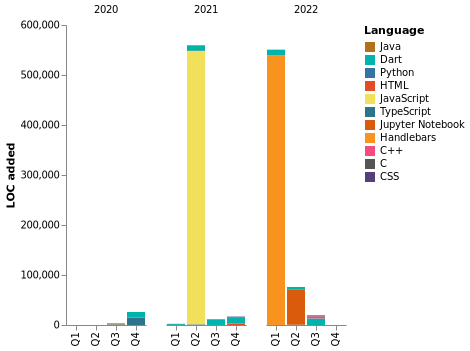 2020 2021 2022
LOC added
600,000
500,000
400,000
300,000
200,000
100,000
0
Q1 Q2 Q3 Q4 Q1 Q2 Q3 Q4 Q1 Q2 Q3 Q4
Language
Java
Dart
Python
HTML
JavaScript
TypeScript
Jupyter Notebook
Handlebars
C++
C
CSS